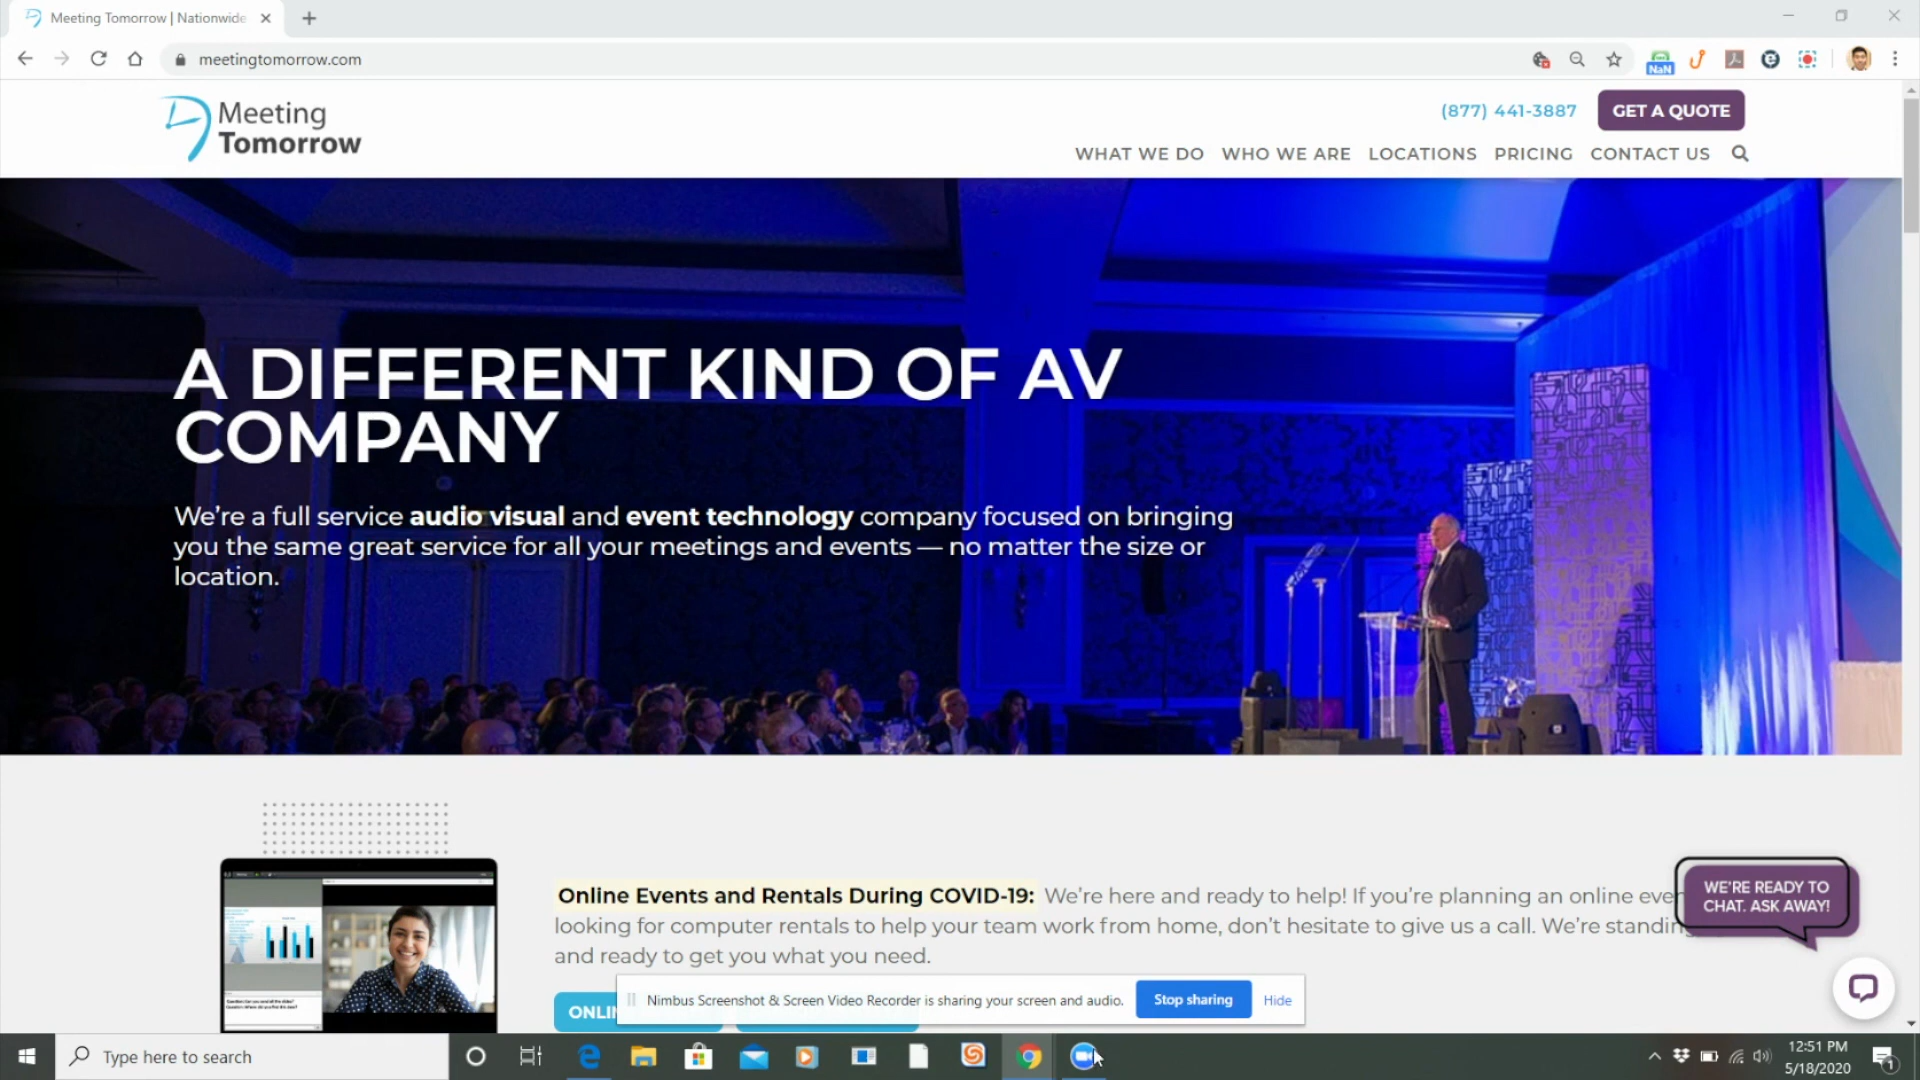 Meeting Tomorrow | Nationwide
meetingtomorrow.com
NaN
Meeting
Tomorrow
(877) 441-3887
GET A QUOTE
WHAT WE DO WHO WE ARE LOCATIONS PRICING CONTACT US
A DIFFERENT KIND OF AV
COMPANY
We're a full service audio visual and event technology company focused on bringing
you the same great service for all your meetings and events — no matter the size or
location.
Online Events and Rentals During COVID-19: We're here and ready to help! If you're planning an online eve
looking for computer rentals to help your team work from home, don't hesitate to give us a call. We're standing
and ready to get you what you need.
WE'RE READY TO
CHAT. ASK AWAY!
ONLI
Nimbus Screenshot & Screen Video Recorder is sharing your screen and audio.
Stop sharing
Hide
Type here to search
12:51 PM
5/18/2020
1